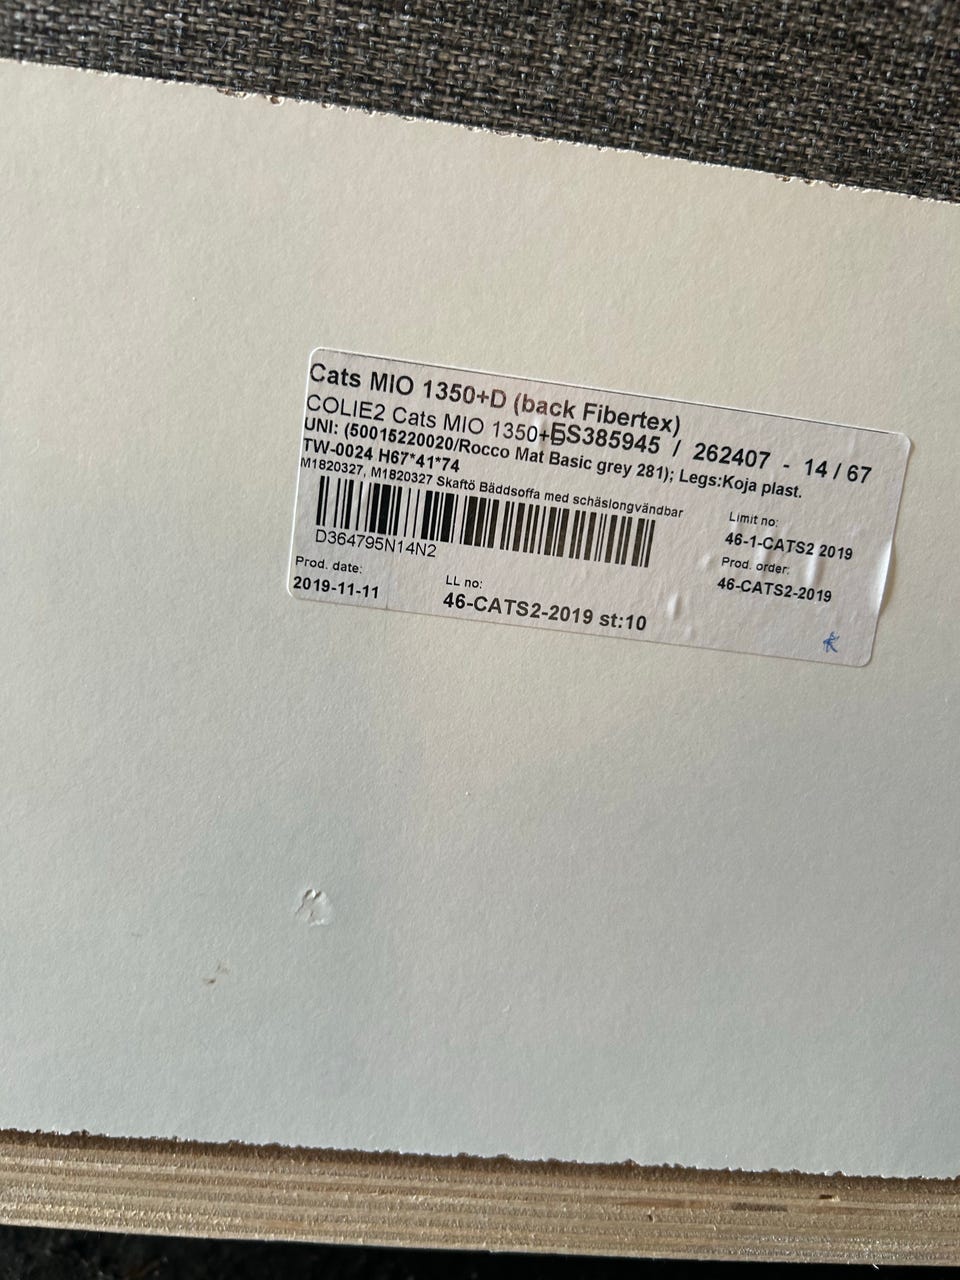 Cats MIO 1350+D (back Fibertex)
COLIE2 Cats MIO 1350+ ES385945 / 262407 - 14 / 67
UNI: (50015220020/Rocco Mat Basic grey 281); Legs:Koja plast.
TW-0024 H67*41*74
M1820327, M1820327 Skaftö Bäddsoffa med schäslongvändbar
D364795N14N2
Limit no:
46-1-CATS2 2019
Prod. order:
46-CATS2-2019
Prod. date:
2019-11-11
LL no:
46-CATS2-2019 st:10